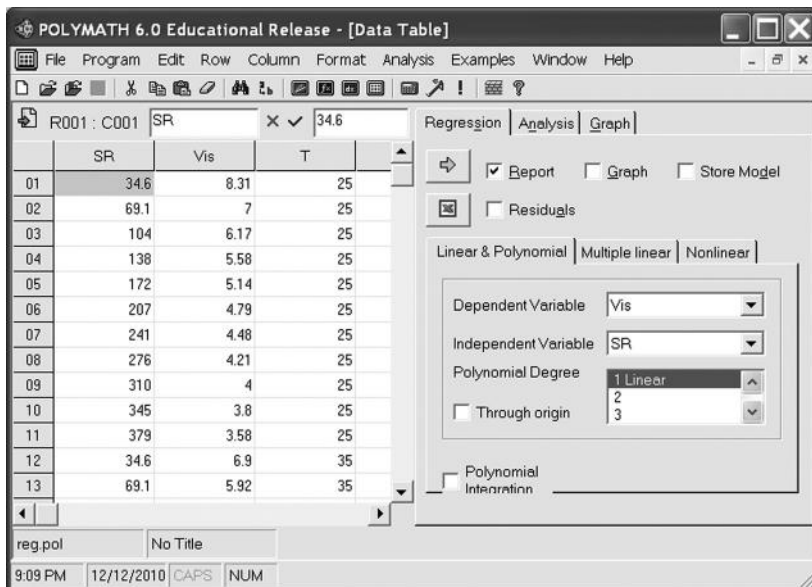 POLYMATH 6.0 Educational Release - [Data Table]
File Program Edit Row Column Format Analysis Examples Window Help
R001 : C001 SR 34.6
SR Vis T
01 34.6 8.31 25
02 69.1 7 25
03 104 6.17 25
04 138 5.58 25
05 172 5.14 25
06 207 4.79 25
07 241 4.48 25
08 276 4.21 25
09 310 4 25
10 345 3.8 25
11 379 3.58 25
12 34.6 6.9 35
13 69.1 5.92 35
Regression Analysis Graph
Report Graph Store Model
Residuals
Linear & Polynomial Multiple linear Nonlinear
Dependent Variable Vis
Independent Variable SR
Polynomial Degree
1 Linear
2
3
Through origin
Polynomial
Integration
reg.pol No Title
9:09 PM 12/12/2010 CAPS NUM